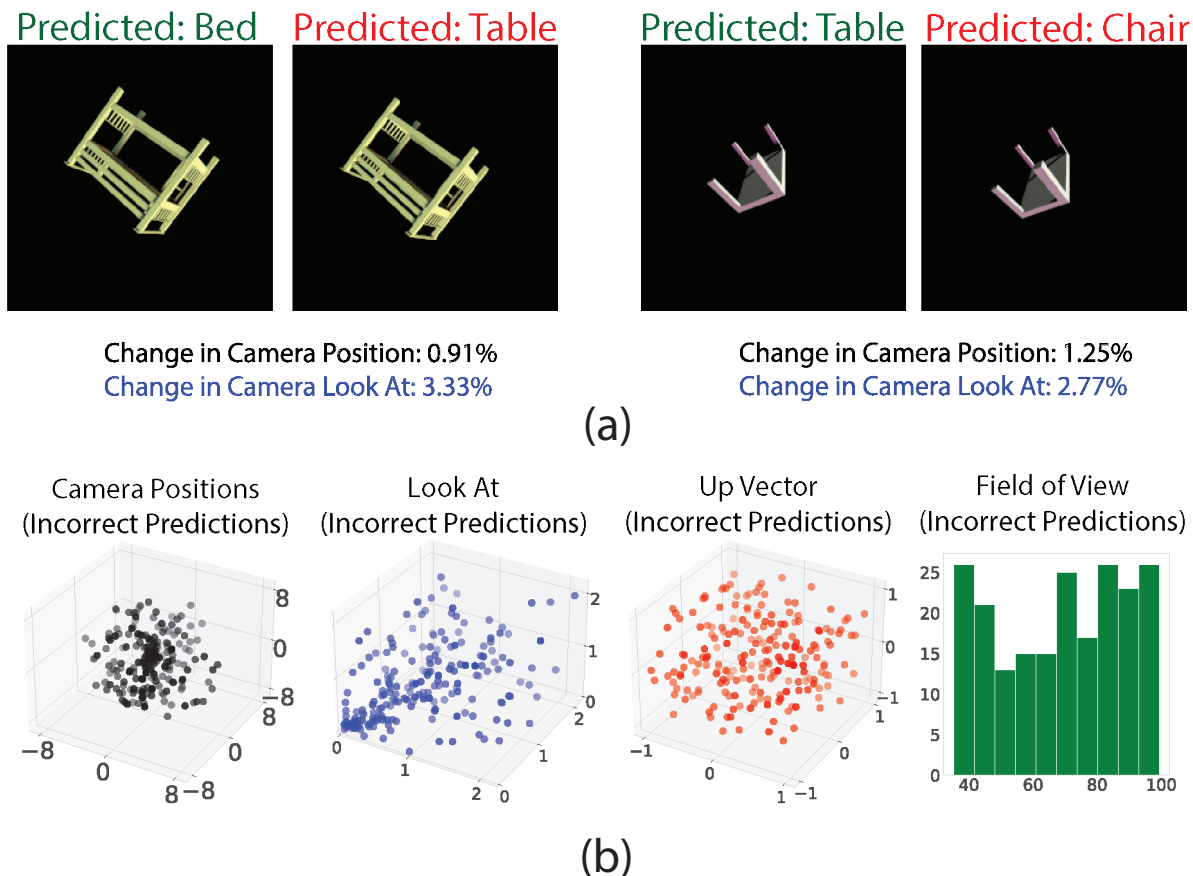 Predicted: Bed
Predicted: Table
Predicted: Table
Predicted: Chair
Change in Camera Position: 0.91%
Change in Camera Look At: 3.33%
Change in Camera Position: 1.25%
Change in Camera Look At: 2.77%
(a)
Camera Positions
(Incorrect Predictions)
8
0
−8
8
0
−8
−8
0
8
Look At
(Incorrect Predictions)
2
1
0
2
1
0
0
1
2
Up Vector
(Incorrect Predictions)
1
0
−1
1
0
−1
−1
0
1
Field of View
(Incorrect Predictions)
25
20
15
10
5
0
40 60 80 100
(b)